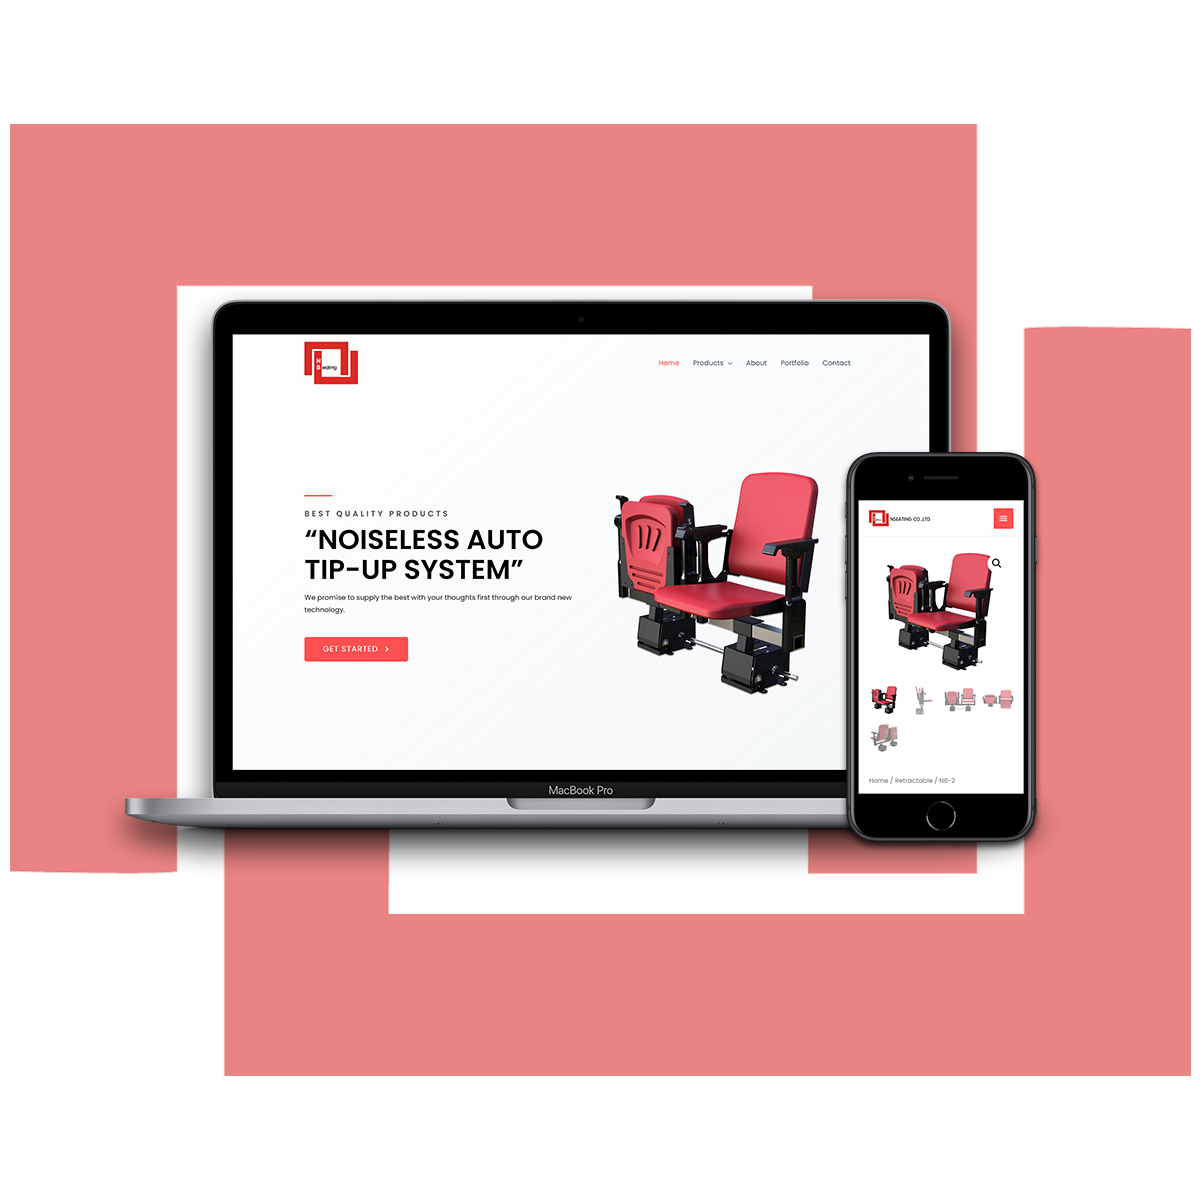 N
S eating
Home Products About Portfolio Contact
BEST QUALITY PRODUCTS
“NOISELESS AUTO
TIP-UP SYSTEM”
We promise to supply the best with your thoughts first through our brand new
technology.
GET STARTED
MacBook Pro
NSEATING CO.,LTD.
Home / Retractable / NB-2